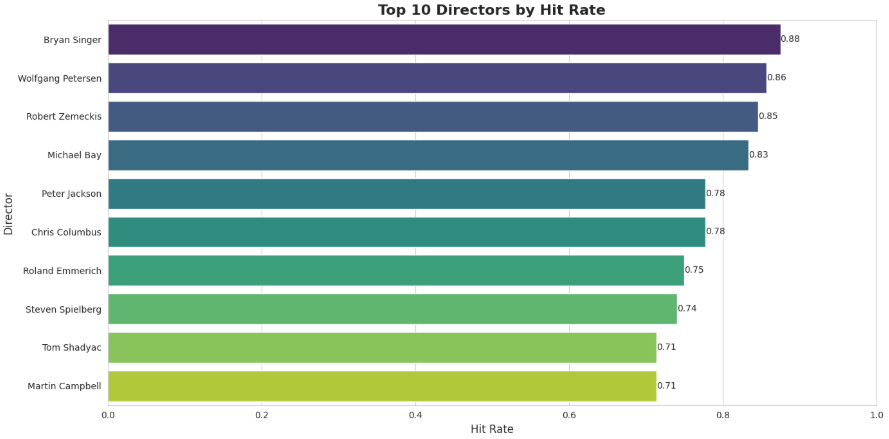 Top 10 Directors by Hit Rate
Director
Bryan Singer 0.88
Wolfgang Petersen 0.86
Robert Zemeckis 0.85
Michael Bay 0.83
Peter Jackson 0.78
Chris Columbus 0.78
Roland Emmerich 0.75
Steven Spielberg 0.74
Tom Shadyac 0.71
Martin Campbell 0.71
0.0 0.2 0.4 0.6 0.8 1.0
Hit Rate